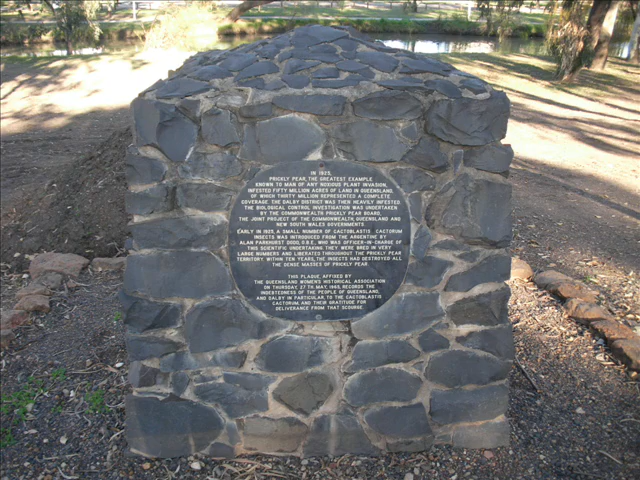 IN 1925,
PRICKLY PEAR, THE GREATEST EXAMPLE
KNOWN TO MAN OF ANY NOXIOUS PLANT INVASION,
INFESTED FIFTY MILLION ACRES OF LAND IN QUEENSLAND,
OF WHICH THIRTY MILLION REPRESENTED A COMPLETE
COVERAGE. THE DALBY DISTRICT WAS THEN HEAVILY INFESTED.
THE BIOLOGICAL CONTROL INVESTIGATION WAS UNDERTAKEN
BY THE COMMONWEALTH PRICKLY PEAR BOARD,
THE JOINT PROJECT OF THE COMMONWEALTH, QUEENSLAND AND
NEW SOUTH WALES GOVERNMENTS.
EARLY IN 1925, A SMALL NUMBER OF CACTOBLASTIS CACTORUM
INSECTS WAS INTRODUCED FROM THE ARGENTINE BY
ALAN PARKHURST DODD, O.B.E., WHO WAS OFFICER-IN-CHARGE OF
THIS SCIENTIFIC UNDERTAKING. THEY WERE BRED IN VERY
LARGE NUMBERS AND LIBERATED THROUGHOUT THE PRICKLY PEAR
TERRITORY. WITHIN TEN YEARS, THE INSECTS HAD DESTROYED ALL
THE DENSE MASSES OF PRICKLY PEAR.
THIS PLAQUE, AFFIXED BY
THE QUEENSLAND WOMEN'S HISTORICAL ASSOCIATION
ON THURSDAY, 27TH MAY, 1965, RECORDS THE
INDEBTEDNESS OF THE PEOPLE OF QUEENSLAND,
AND DALBY IN PARTICULAR, TO THE CACTOBLASTIS
CACTORUM, AND THEIR GRATITUDE FOR
DELIVERANCE FROM THAT SCOURGE.